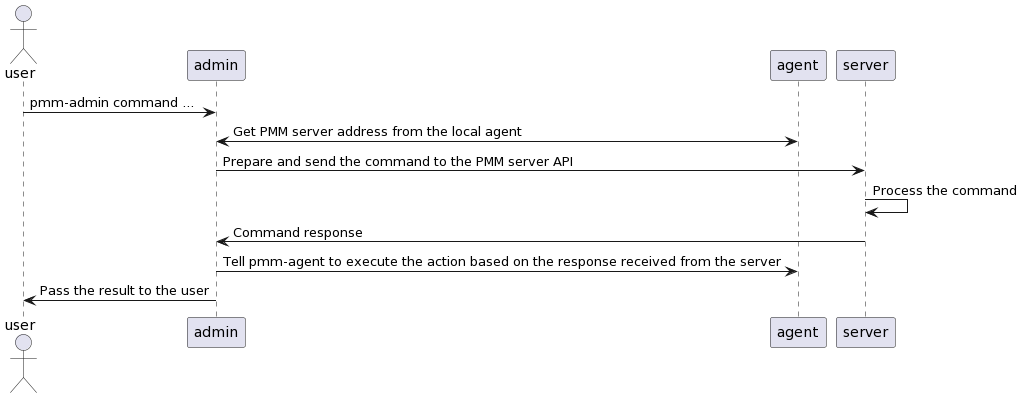 user
admin
agent
server
pmm-admin command ...
Get PMM server address from the local agent
Prepare and send the command to the PMM server API
Process the command
Command response
Tell pmm-agent to execute the action based on the response received from the server
Pass the result to the user
user
admin
agent
server